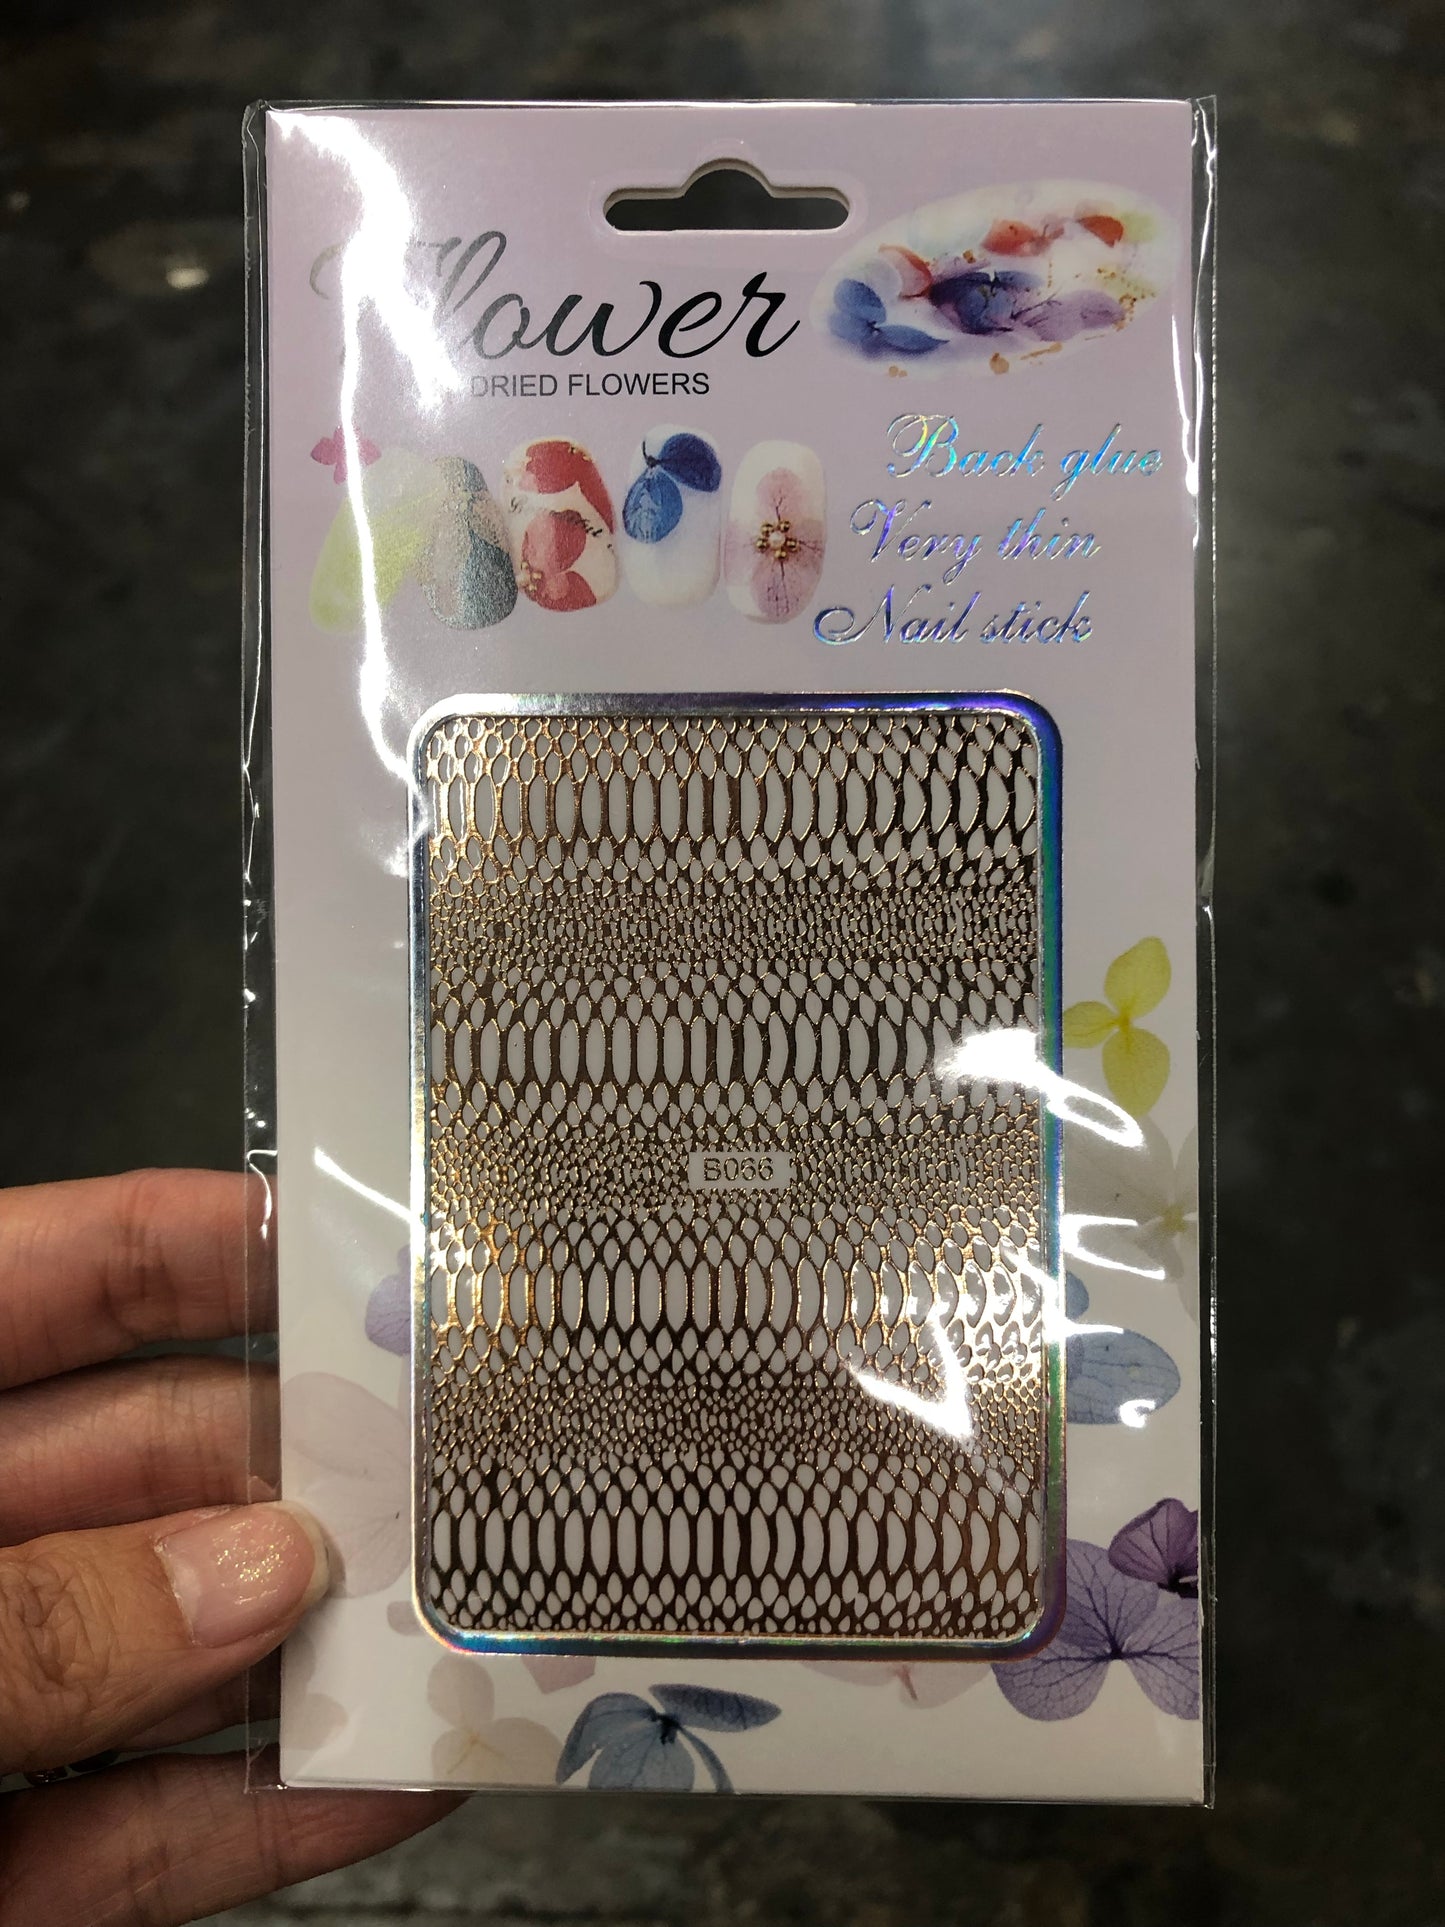 Flower
DRIED FLOWERS
Back glue
Very thin
Nail stick
B066